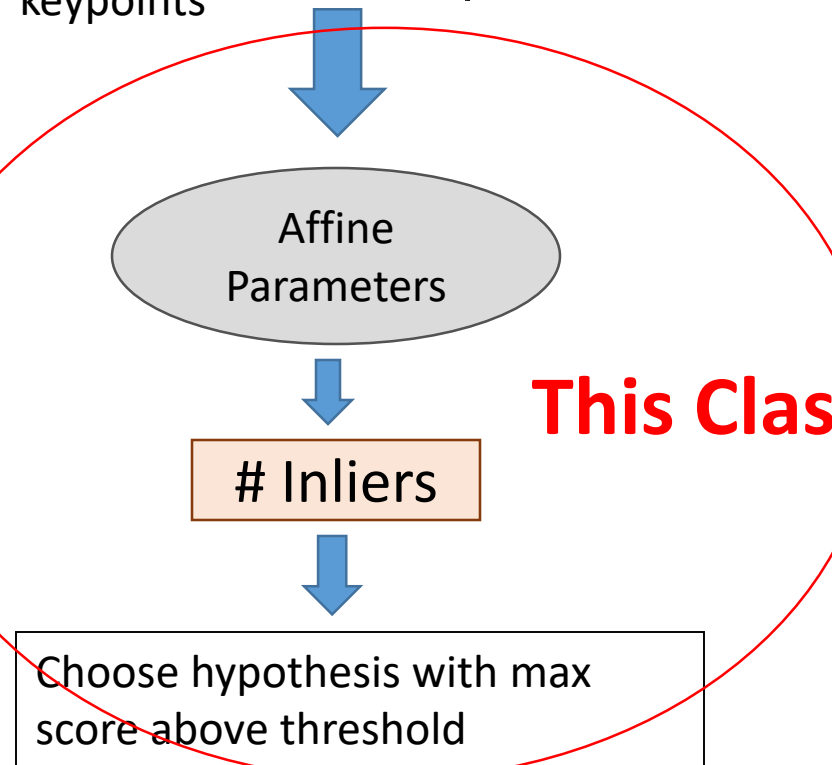 keypoints
Affine
Parameters
This Clas
# Inliers
Choose hypothesis with max
score above threshold